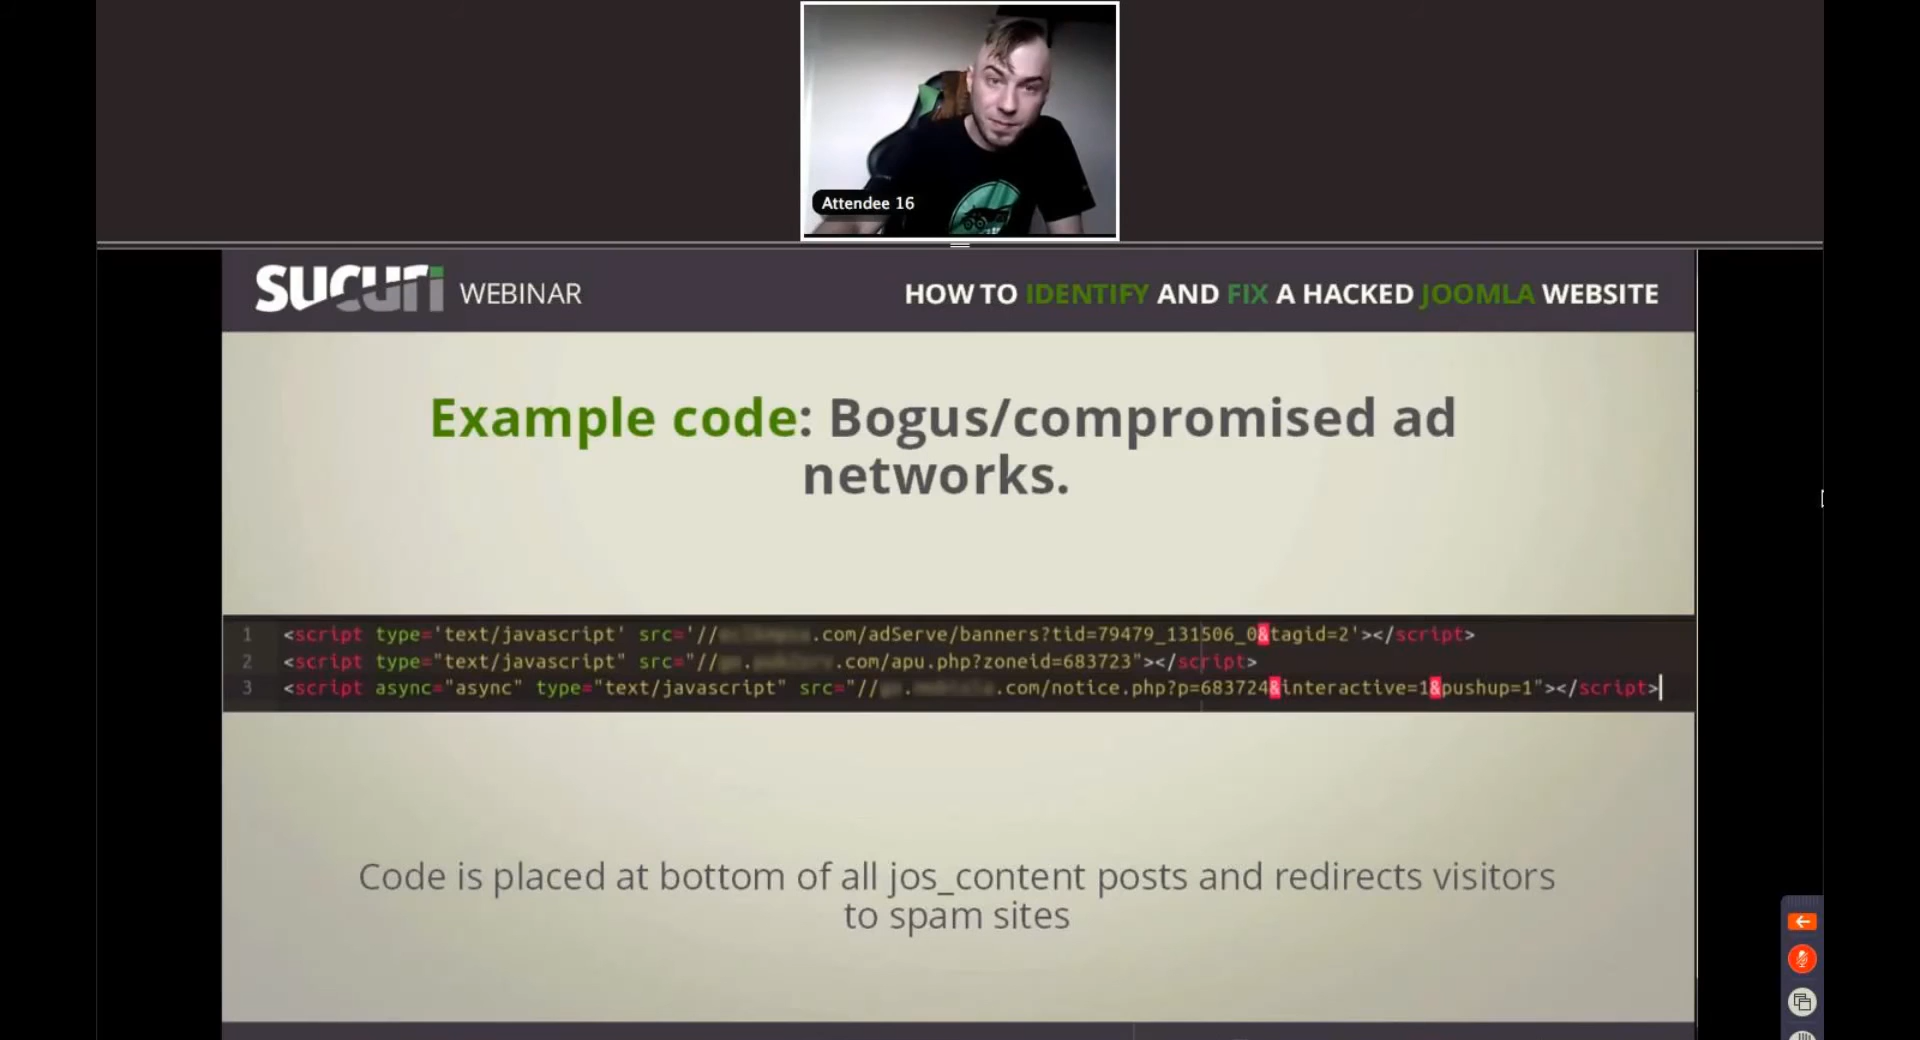 Attendee 16
SUCURI WEBINAR
HOW TO IDENTIFY AND FIX A HACKED JOOMLA WEBSITE
Example code: Bogus/compromised ad
networks.
1 <script type='text/javascript' src='// .com/adServe/banners?tid=79479_131506_0&tagid=2'></script>
2 <script type="text/javascript" src="// . .com/apu.php?zoneid=683723"></script>
3 <script async="async" type="text/javascript" src="// . .com/notice.php?p=683724&interactive=1&pushup=1"></script>
Code is placed at bottom of all jos_content posts and redirects visitors
to spam sites